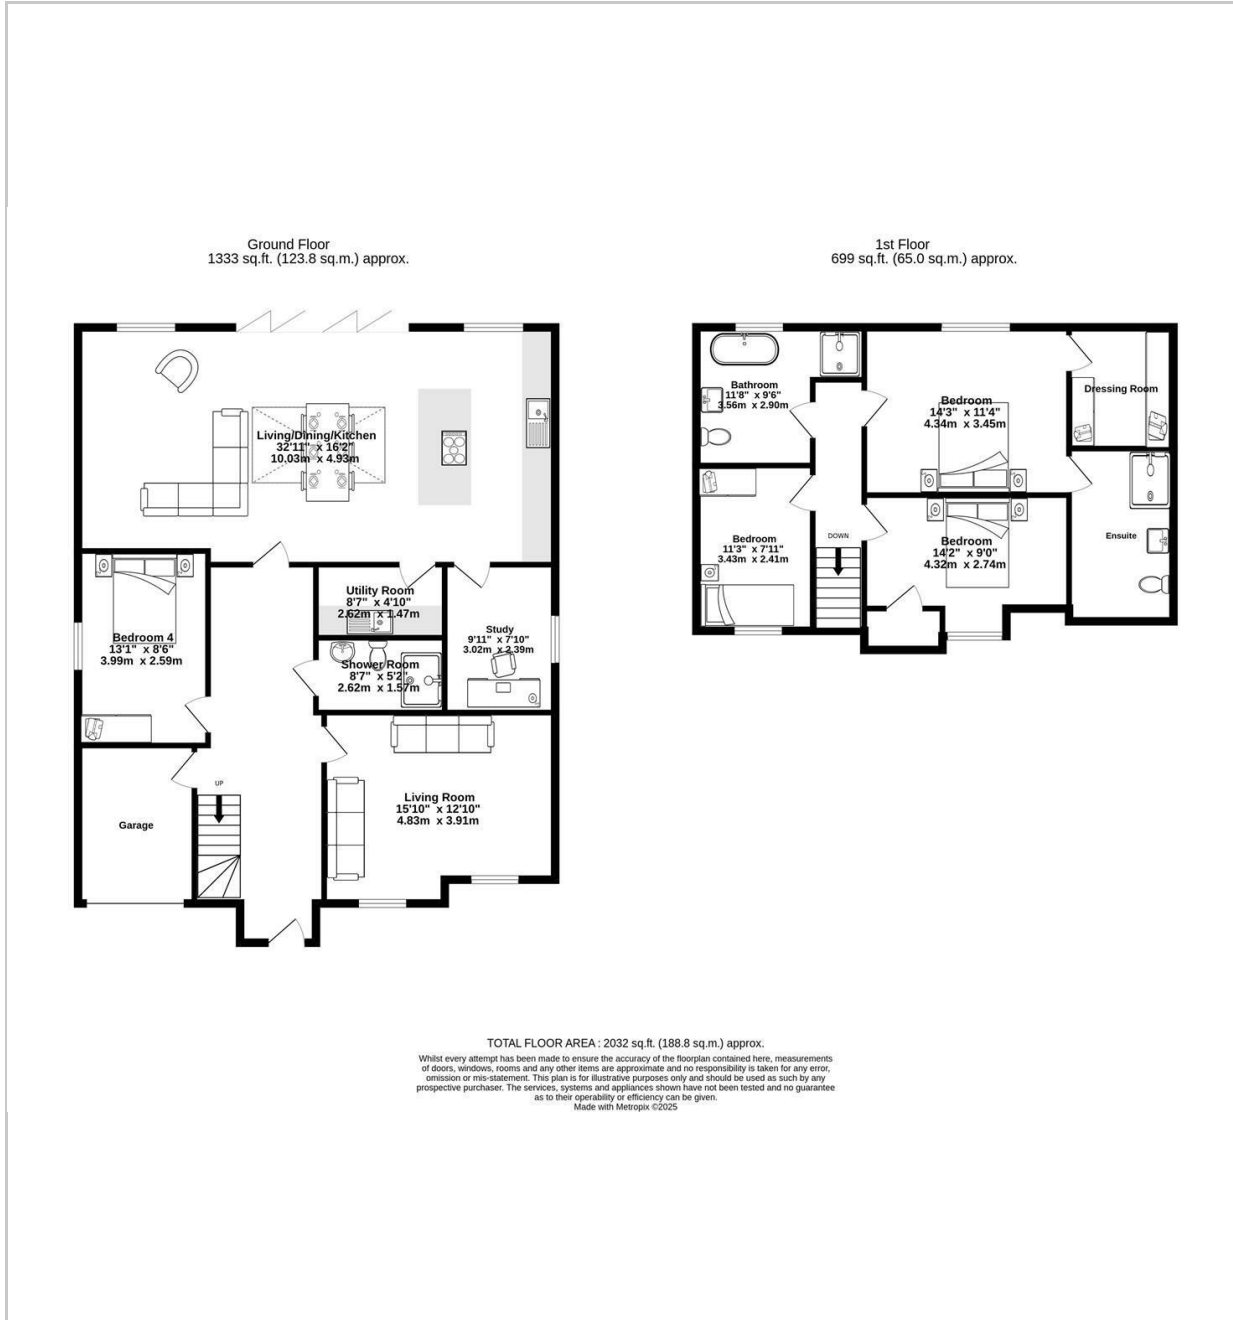 Ground Floor
1333 sq.ft. (123.8 sq.m.) approx.
Living/Dining/Kitchen
32'11" x 16'2"
10.03m x 4.93m
Utility Room
8'7" x 4'10"
2.62m x 1.47m
Study
9'11" x 7'10"
3.02m x 2.39m
Bedroom 4
13'1" x 8'6"
3.99m x 2.59m
Shower Room
8'7" x 5'2"
2.62m x 1.57m
UP
Living Room
15'10" x 12'10"
4.83m x 3.91m
Garage
1st Floor
699 sq.ft. (65.0 sq.m.) approx.
Bathroom
11'8" x 9'6"
3.56m x 2.90m
Bedroom
14'3" x 11'4"
4.34m x 3.45m
Dressing Room
Bedroom
11'3" x 7'11"
3.43m x 2.41m
DOWN
Bedroom
14'2" x 9'0"
4.32m x 2.74m
Ensuite
TOTAL FLOOR AREA : 2032 sq.ft. (188.8 sq.m.) approx.
Whilst every attempt has been made to ensure the accuracy of the floorplan contained here, measurements
of doors, windows, rooms and any other items are approximate and no responsibility is taken for any error,
omission or mis-statement. This plan is for illustrative purposes only and should be used as such by any
prospective purchaser. The services, systems and appliances shown have not been tested and no guarantee
as to their operability or efficiency can be given.
Made with Metropix ©2025